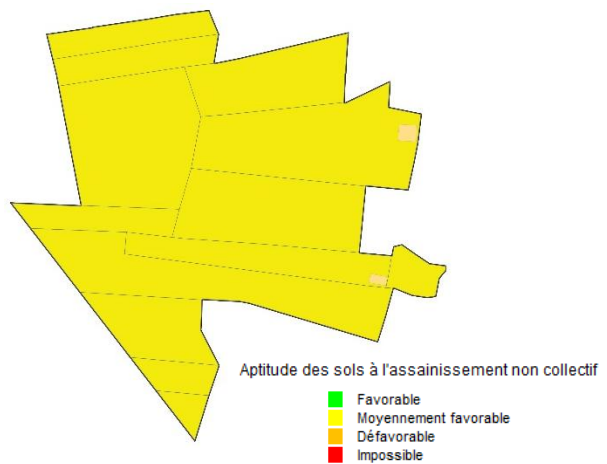 Aptitude des sols à l'assainissement non collectif
Favorable
Moyennement favorable
Défavorable
Impossible